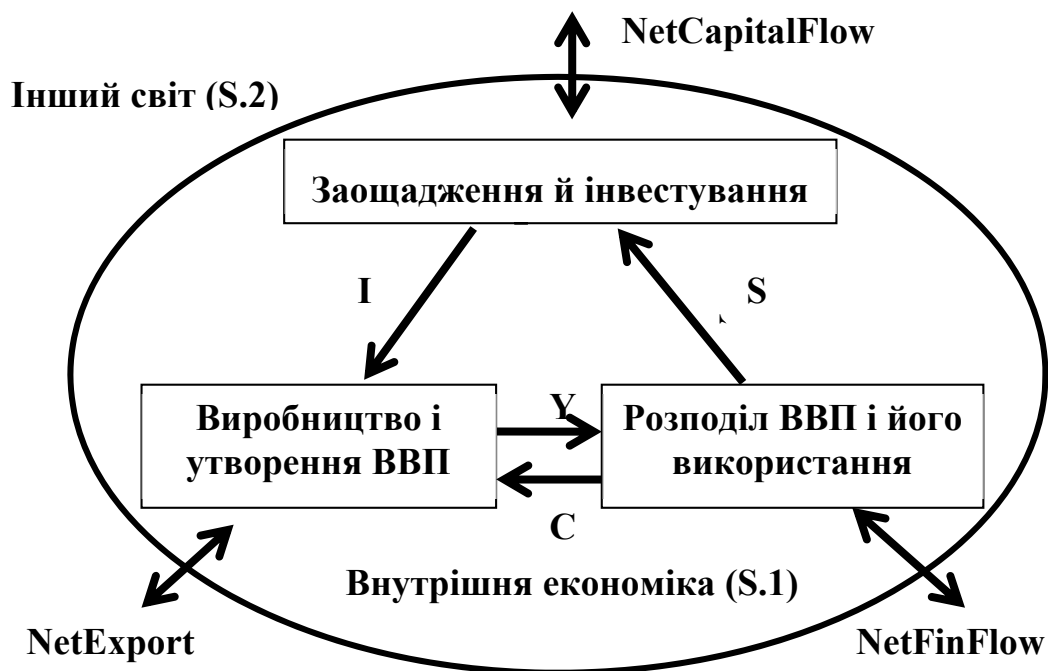 NetCapitalFlow
Інший світ (S.2)
Заощадження й інвестування
I
S
Y
Виробництво і
утворення ВВП
Розподіл ВВП і його
використання
C
Внутрішня економіка (S.1)
NetExport
NetFinFlow